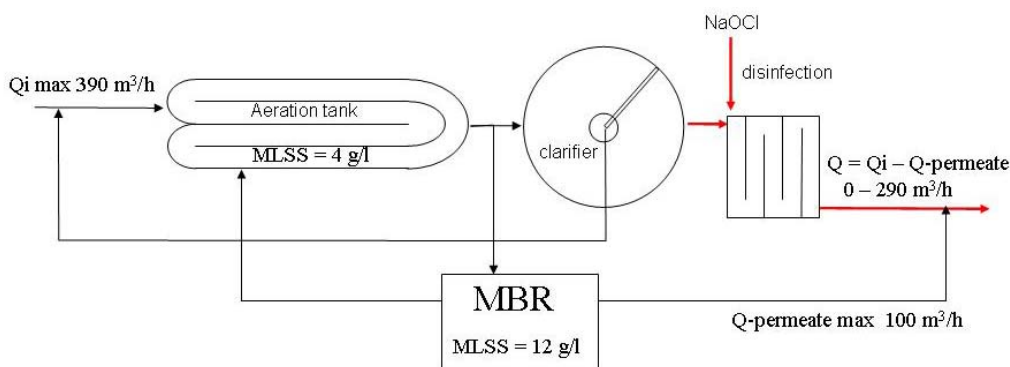 NaOCl
Qi max 390 m³/h
disinfection
Aeration tank
MLSS = 4 g/l
clarifier
Q = Qi – Q-permeate
0 – 290 m³/h
MBR
MLSS = 12 g/l
Q-permeate max 100 m³/h